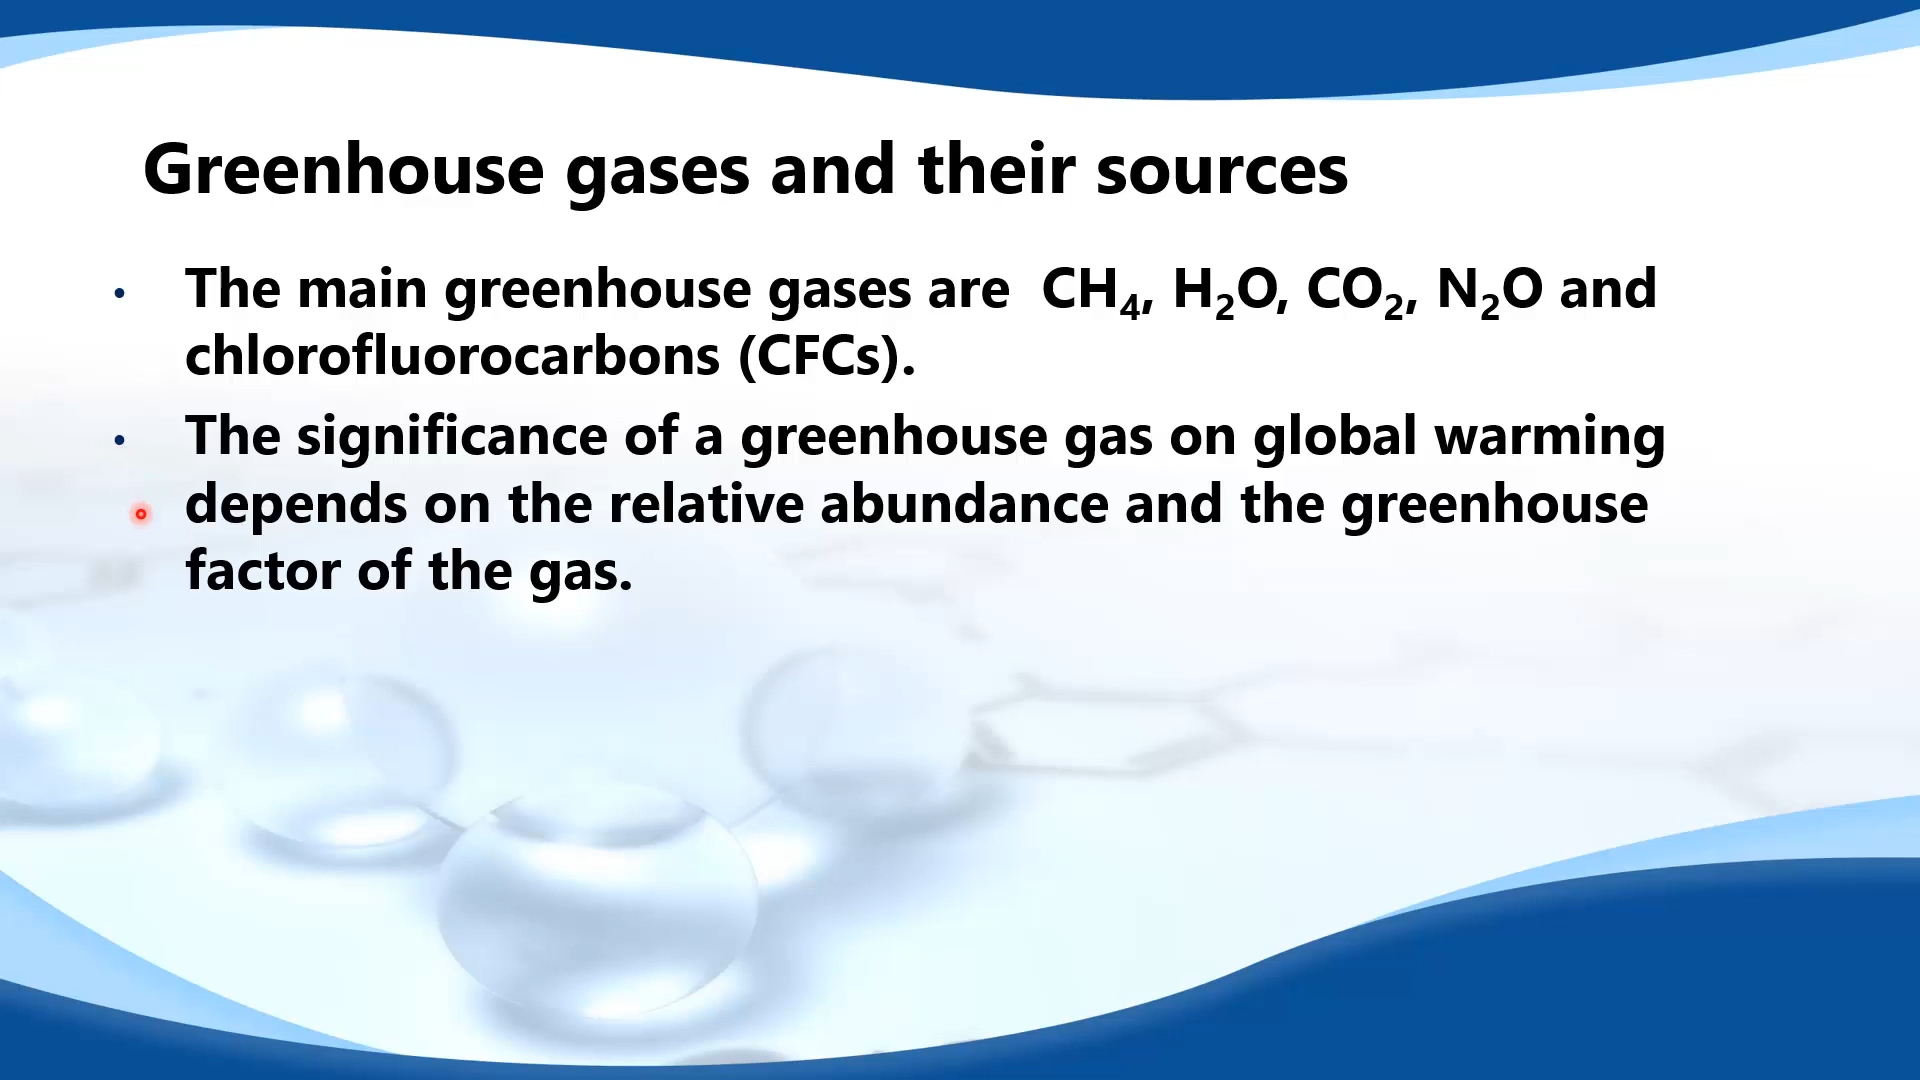 Greenhouse gases and their sources
• The main greenhouse gases are CH₄, H₂O, CO₂, N₂O and
chlorofluorocarbons (CFCs).
• The significance of a greenhouse gas on global warming
depends on the relative abundance and the greenhouse
factor of the gas.